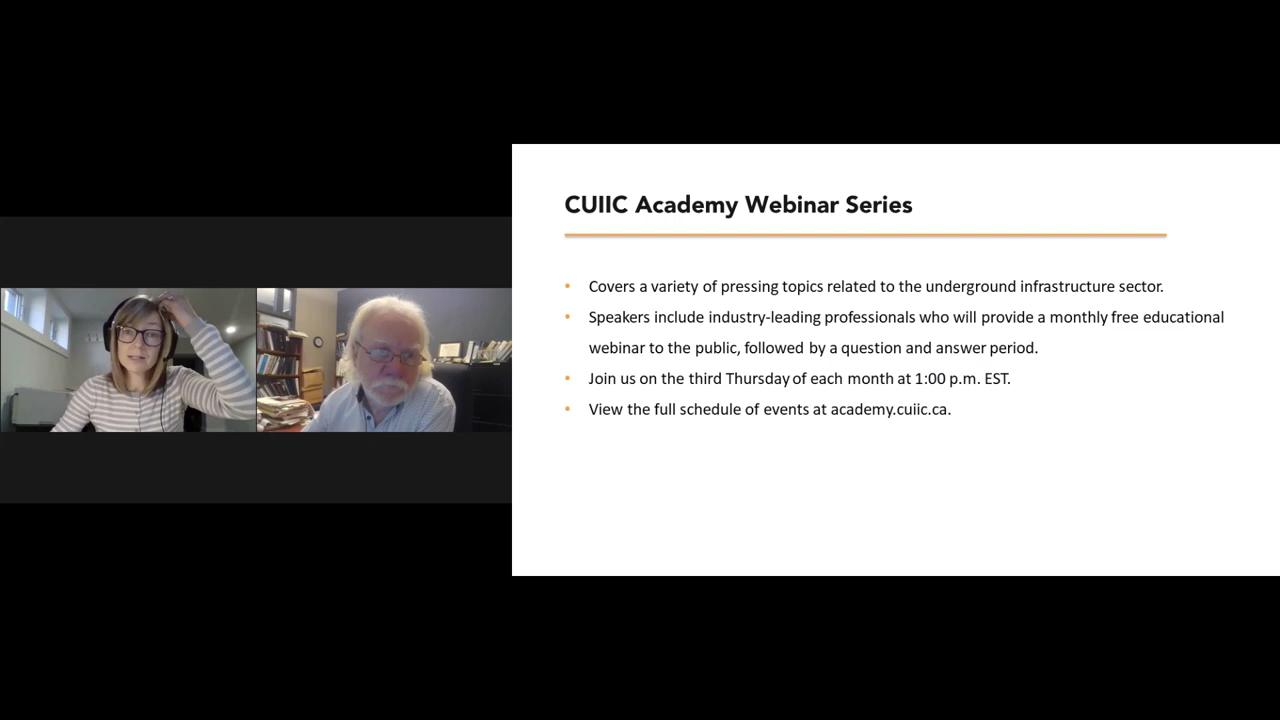 CUIIC Academy Webinar Series
• Covers a variety of pressing topics related to the underground infrastructure sector.
• Speakers include industry-leading professionals who will provide a monthly free educational
webinar to the public, followed by a question and answer period.
• Join us on the third Thursday of each month at 1:00 p.m. EST.
• View the full schedule of events at academy.cuiic.ca.